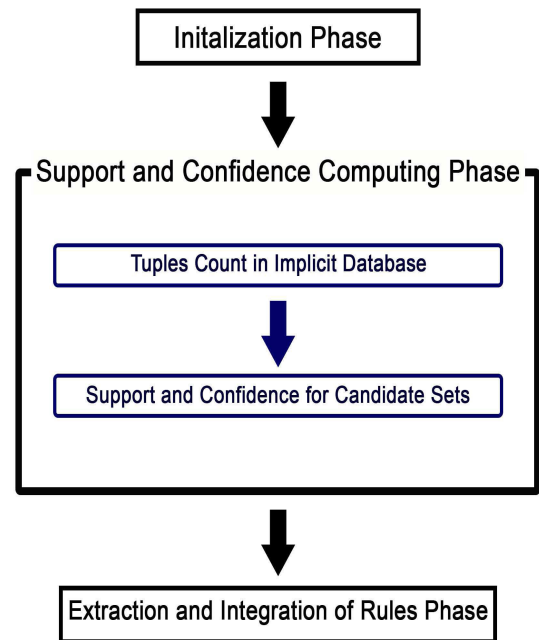 Initalization Phase
Support and Confidence Computing Phase
Tuples Count in Implicit Database
Support and Confidence for Candidate Sets
Extraction and Integration of Rules Phase